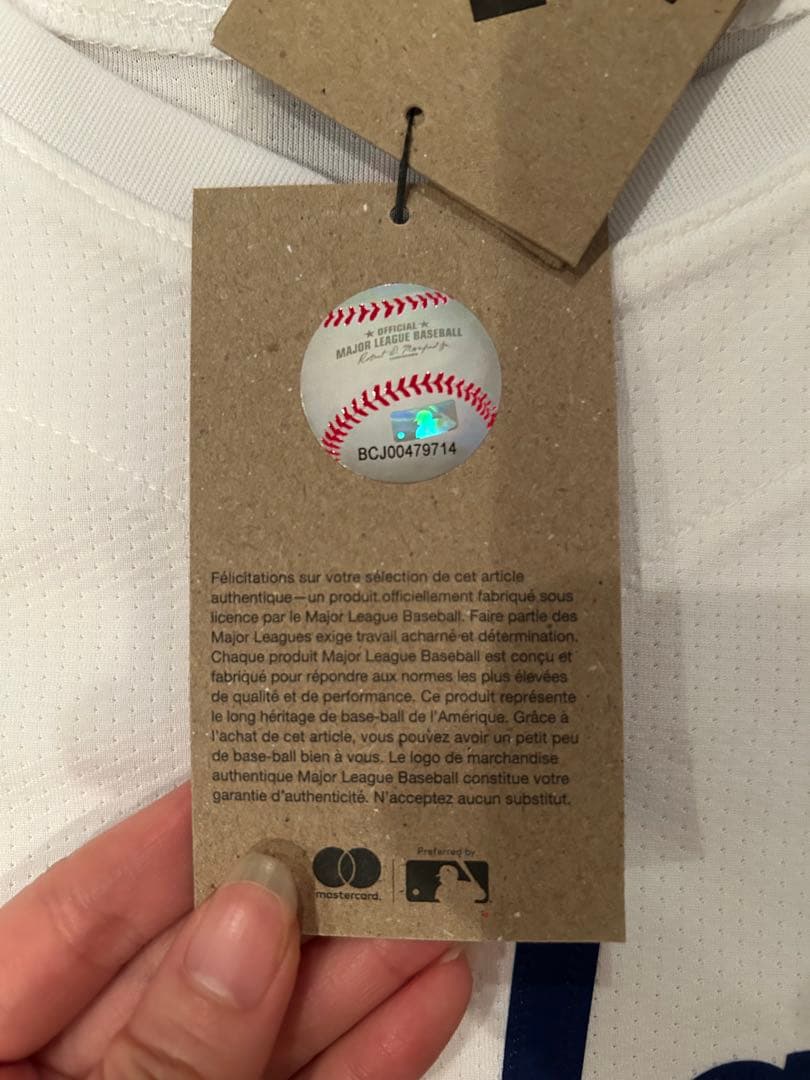 ★ OFFICIAL ★
MAJOR LEAGUE BASEBALL
Robert D. Manfred Jr.
BCJ00479714
Félicitations sur votre sélection de cet article
authentique—un produit officiellement fabriqué sous
licence par le Major League Baseball. Faire partie des
Major Leagues exige travail acharné et détermination.
Chaque produit Major League Baseball est conçu et
fabriqué pour répondre aux normes les plus élevées
de qualité et de performance. Ce produit représente
le long héritage de base-ball de l'Amérique. Grâce à
l'achat de cet article, vous pouvez avoir un petit peu
de base-ball bien à vous. Le logo de marchandise
authentique Major League Baseball constitue votre
garantie d'authenticité. N'acceptez aucun substitut.
mastercard.
Preferred by